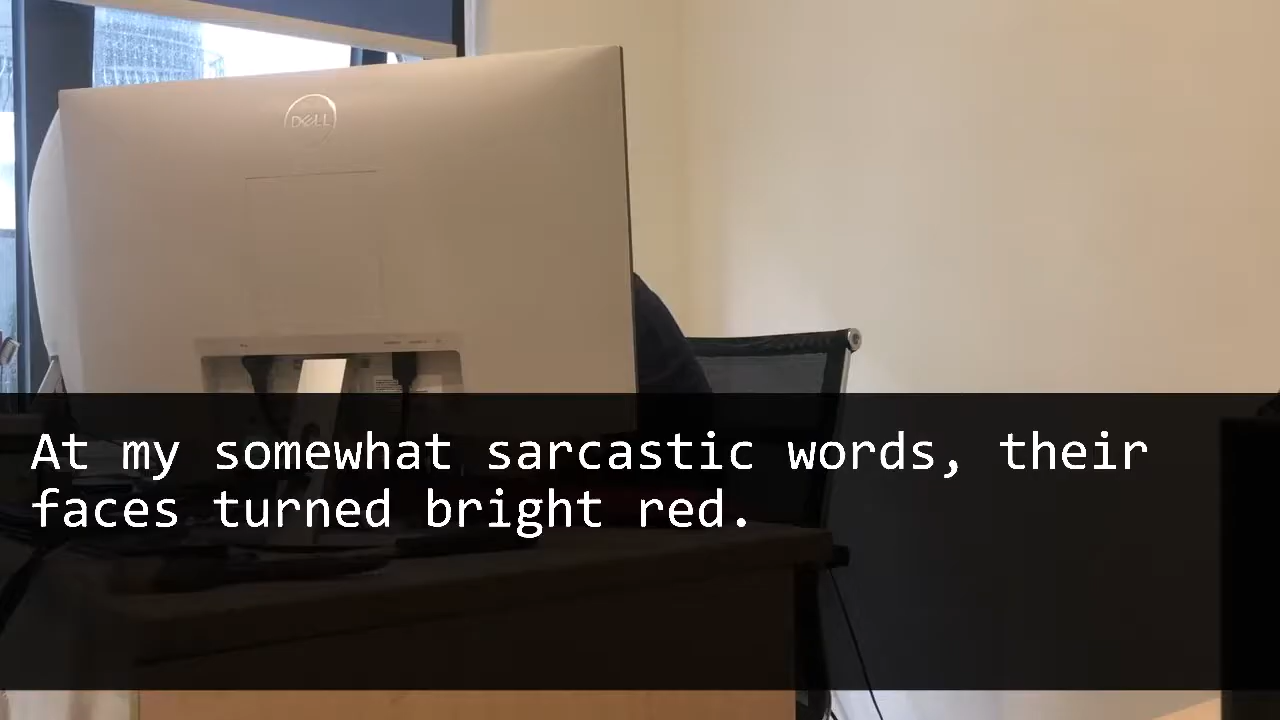 DELL
At my somewhat sarcastic words, their
faces turned bright red.